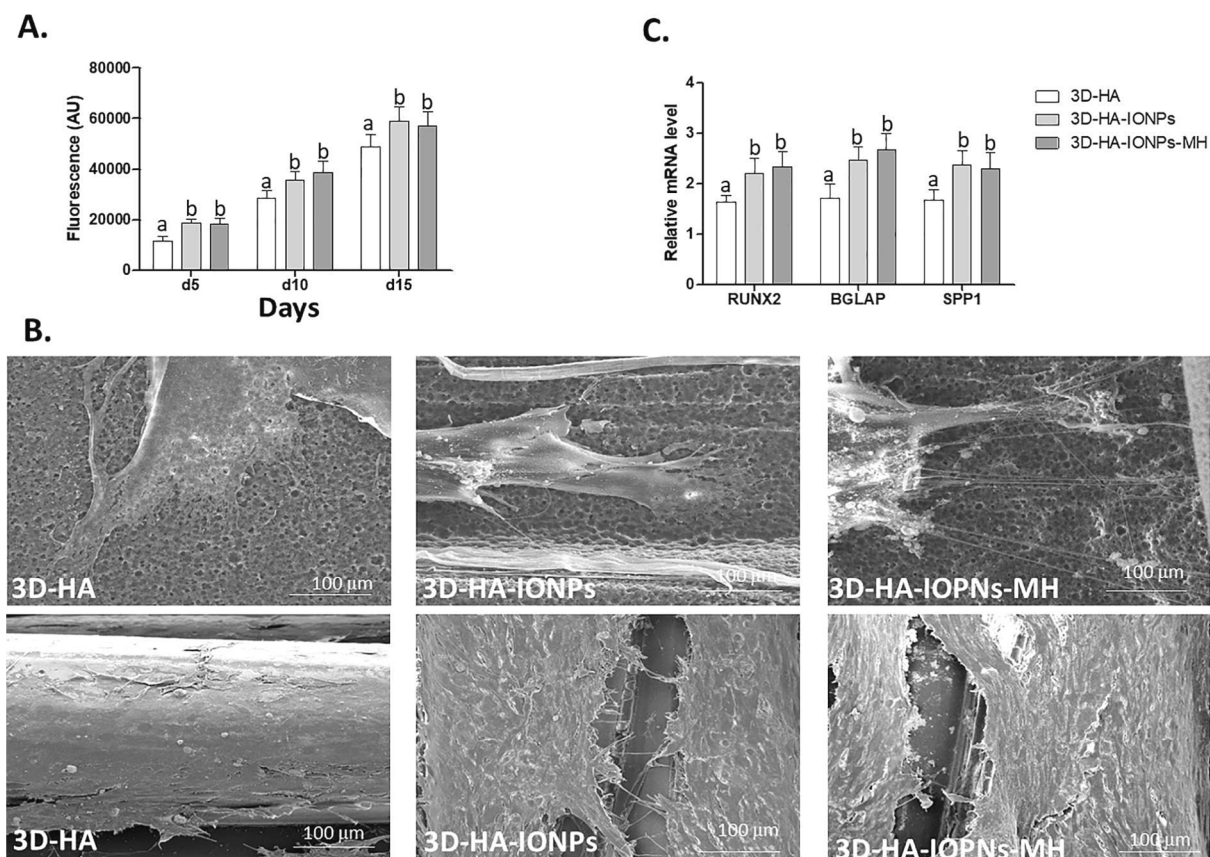 A.
80000
60000
40000
20000
0
Fluorescence (AU)
a b b
a b b
a b b
d5 d10 d15
Days
C.
4
3
2
1
0
Relative mRNA level
a b b
a b b
a b b
RUNX2 BGLAP SPP1
3D-HA
3D-HA-IONPs
3D-HA-IONPs-MH
B.
3D-HA
100 µm
3D-HA-IONPs
100 µm
3D-HA-IOPNs-MH
100 µm
3D-HA
100 µm
3D-HA-IONPs
100 µm
3D-HA-IOPNs-MH
100 µm